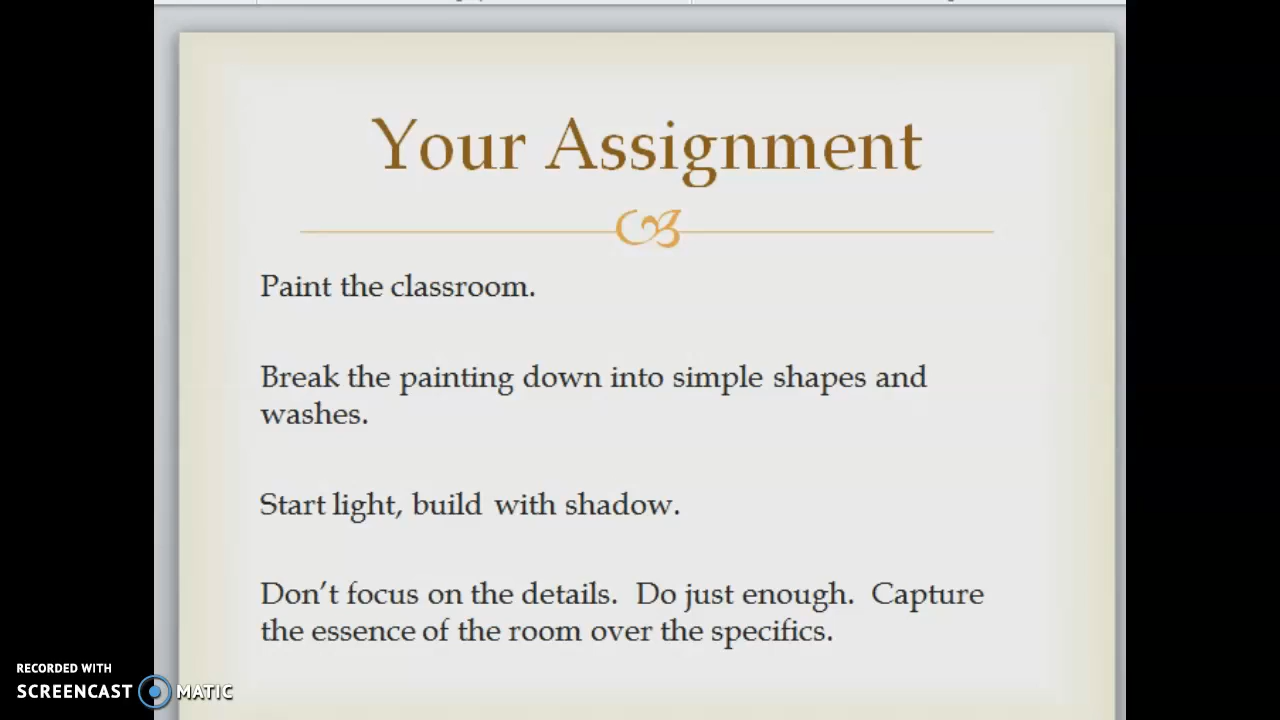 Your Assignment
Paint the classroom.
Break the painting down into simple shapes and
washes.
Start light, build with shadow.
Don't focus on the details.  Do just enough.  Capture
the essence of the room over the specifics.
RECORDED WITH
SCREENCAST MATIC